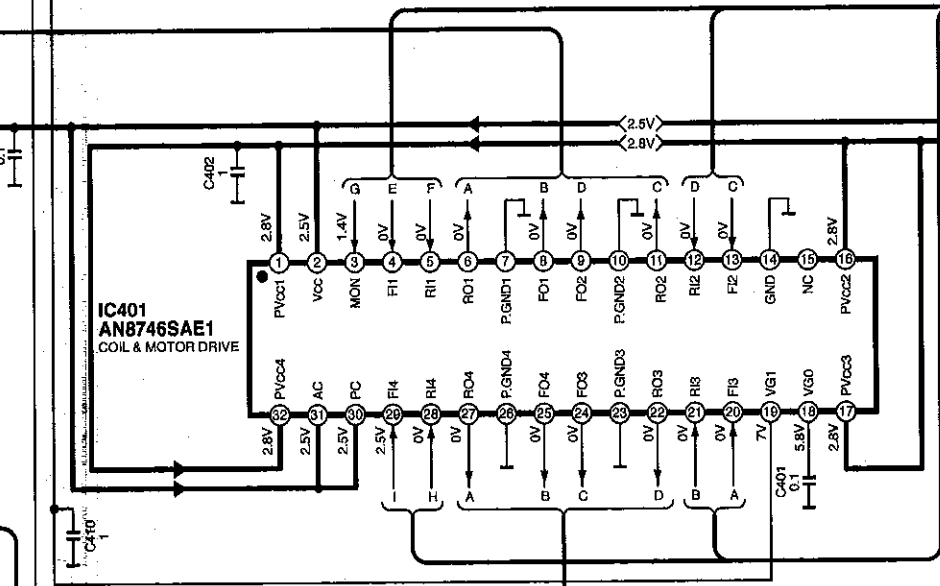 2.5V
2.8V
0.1
C402
1
G E F A B D C D C
2.8V 2.5V 1.4V 0V 0V 0V 0V 0V 0V 0V 0V 2.8V
1 2 3 4 5 6 7 8 9 10 11 12 13 14 15 16
PVcc1 Vcc MON FI1 RI1 RO1 P.GND1 FO1 FO2 P.GND2 RO2 RI2 FI2 GND NC PVcc2
IC401
AN8746SAE1
COIL & MOTOR DRIVE
PVcc4 AC PC FI4 RI4 RO4 P.GND4 FO4 FO3 P.GND3 RO3 RI3 FI3 VG1 VG0 PVcc3
32 31 30 29 28 27 26 25 24 23 22 21 20 19 18 17
2.8V 2.5V 2.5V 2.5V 0V 0V 0V 0V 0V 0V 0V 7V 5.8V 2.8V
C401
0.1
I H A B C D B A
C410
1